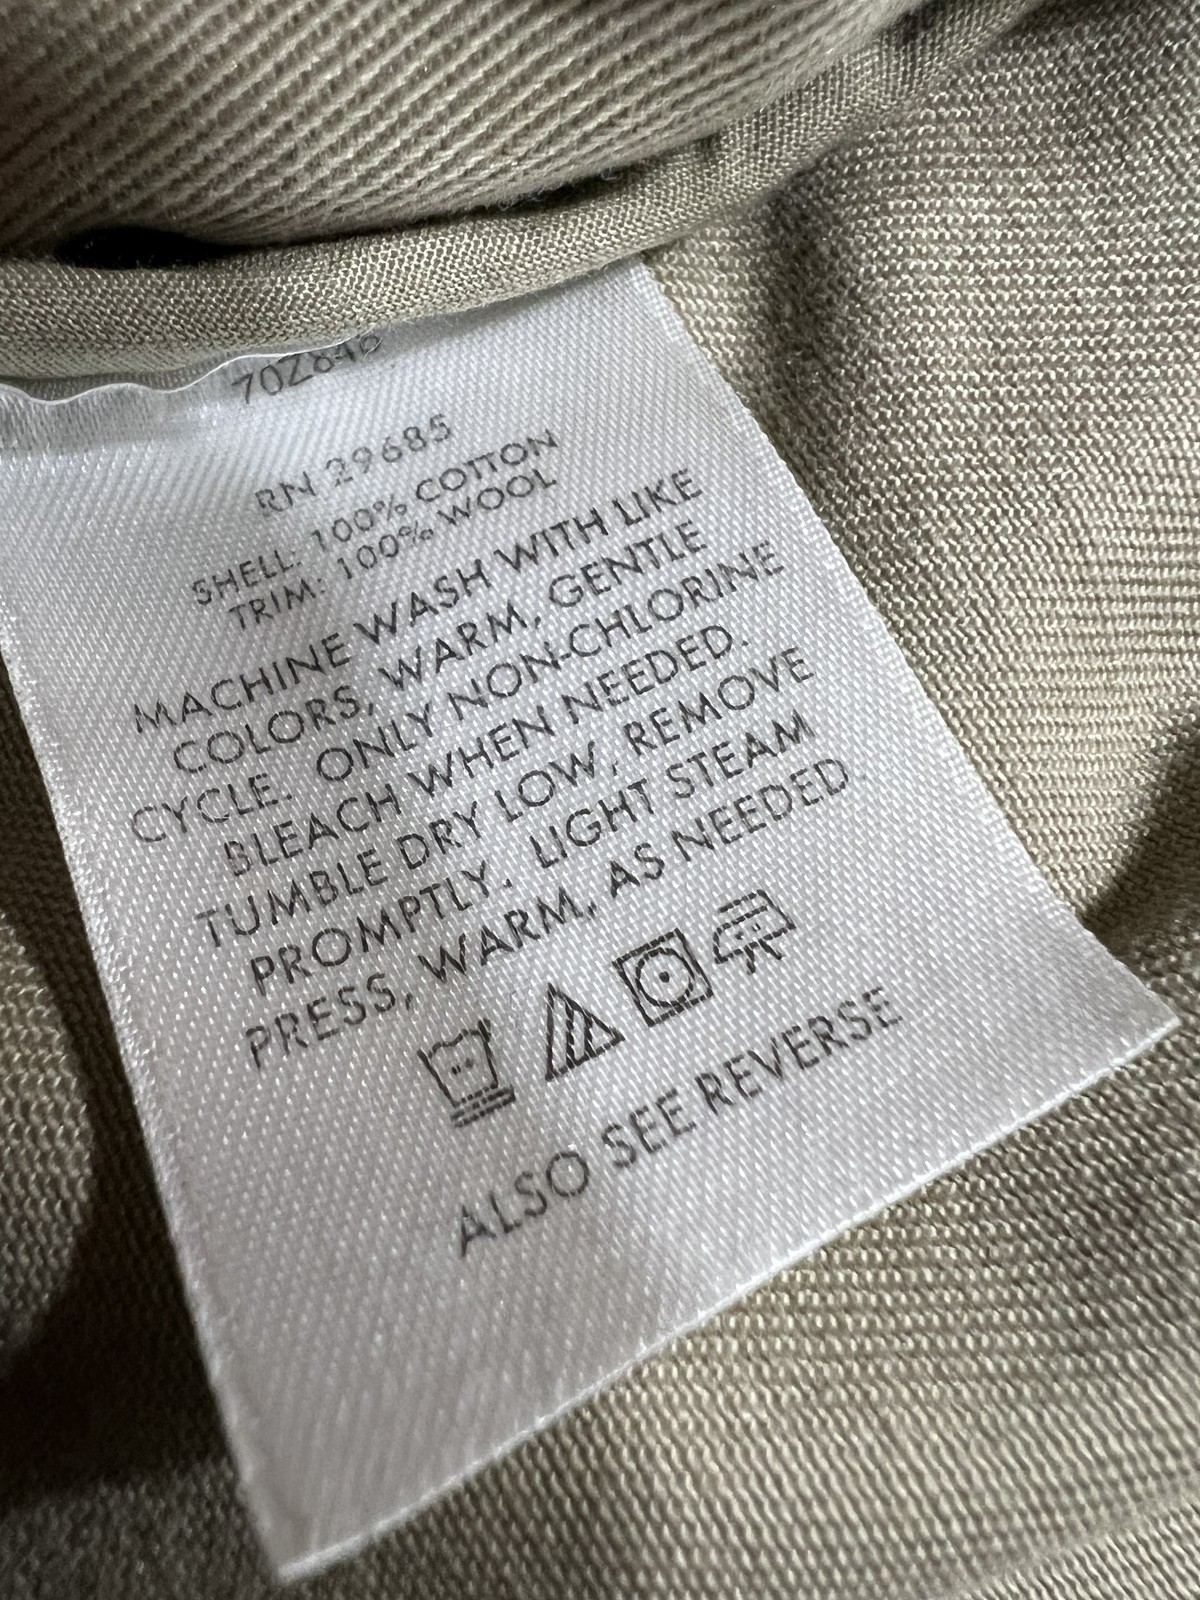 RN 29685
SHELL: 100% COTTON
TRIM: 100% WOOL
MACHINE WASH WITH LIKE
COLORS, WARM, GENTLE
CYCLE. ONLY NON-CHLORINE
BLEACH WHEN NEEDED.
TUMBLE DRY LOW, REMOVE
PROMPTLY. LIGHT STEAM
PRESS, WARM, AS NEEDED.
ALSO SEE REVERSE